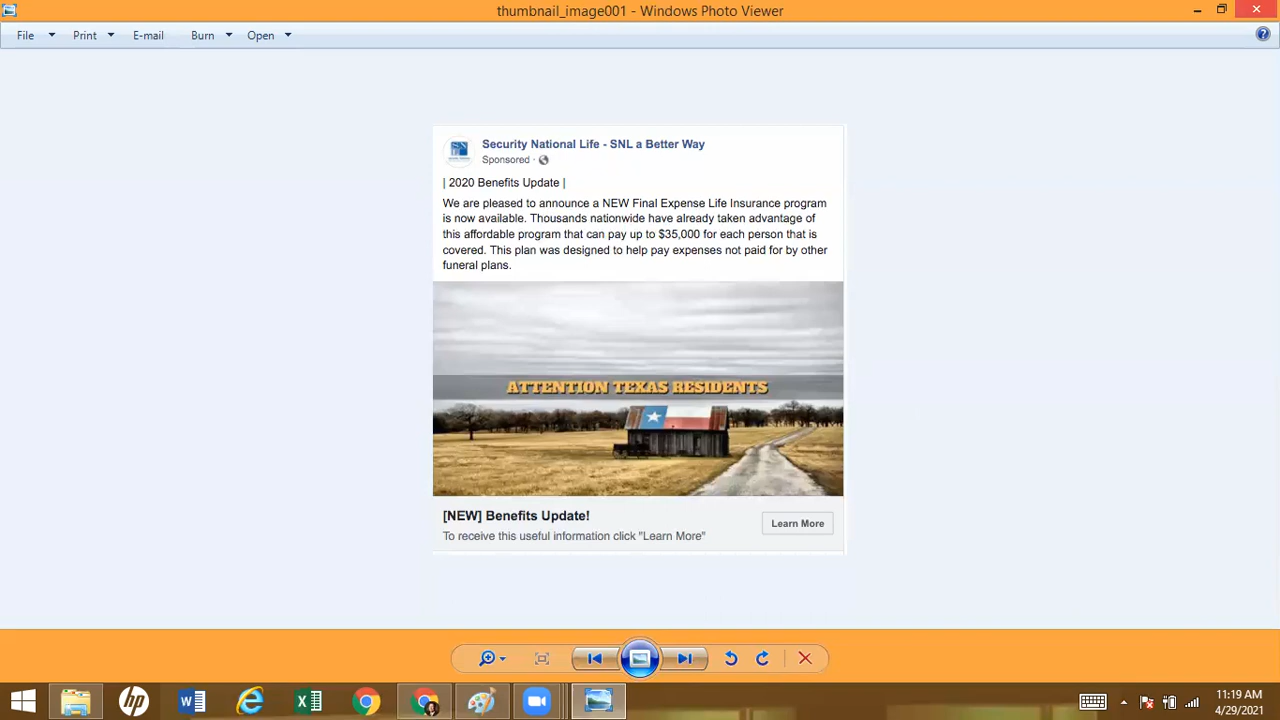 thumbnail_image001 - Windows Photo Viewer
File Print E-mail Burn Open
Security National Life - SNL a Better Way
Sponsored ·
| 2020 Benefits Update |
We are pleased to announce a NEW Final Expense Life Insurance program
is now available. Thousands nationwide have already taken advantage of
this affordable program that can pay up to $35,000 for each person that is
covered. This plan was designed to help pay expenses not paid for by other
funeral plans.
ATTENTION TEXAS RESIDENTS
[NEW] Benefits Update!
To receive this useful information click "Learn More"
Learn More
11:19 AM
4/29/2021